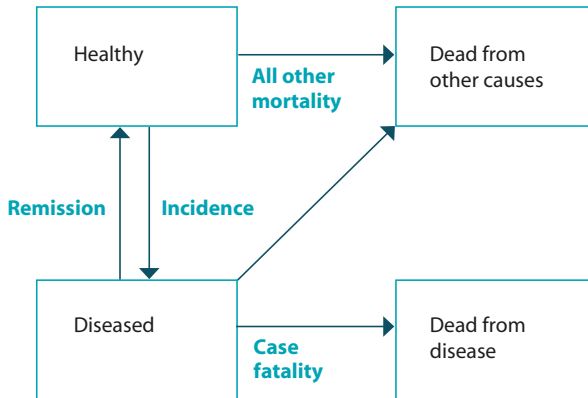 Healthy
All other
mortality
Dead from
other causes
Remission
Incidence
Diseased
Case
fatality
Dead from
disease